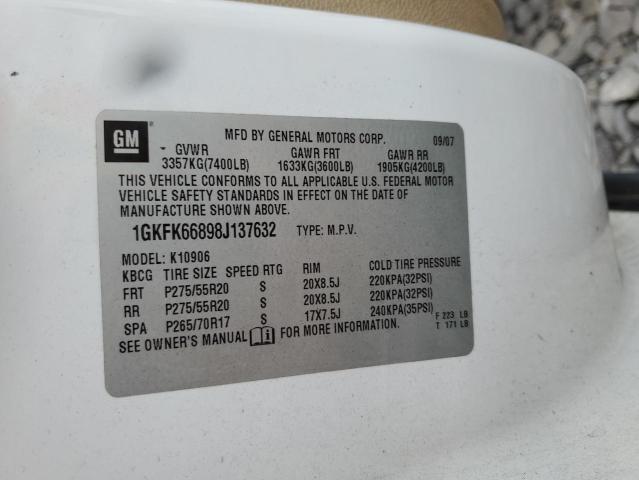 GM
MFD BY GENERAL MOTORS CORP. 09/07
GVWR GAWR FRT GAWR RR
3357KG(7400LB) 1633KG(3600LB) 1905KG(4200LB)
THIS VEHICLE CONFORMS TO ALL APPLICABLE U.S. FEDERAL MOTOR
VEHICLE SAFETY STANDARDS IN EFFECT ON THE DATE OF
MANUFACTURE SHOWN ABOVE.
1GKFK66898J137632 TYPE: M.P.V.
MODEL: K10906
KBCG TIRE SIZE SPEED RTG RIM COLD TIRE PRESSURE
FRT P275/55R20 S 20X8.5J 220KPA(32PSI)
RR P275/55R20 S 20X8.5J 220KPA(32PSI)
SPA P265/70R17 S 17X7.5J 240KPA(35PSI)
SEE OWNER'S MANUAL i FOR MORE INFORMATION.
F 223 LB
T 171 LB